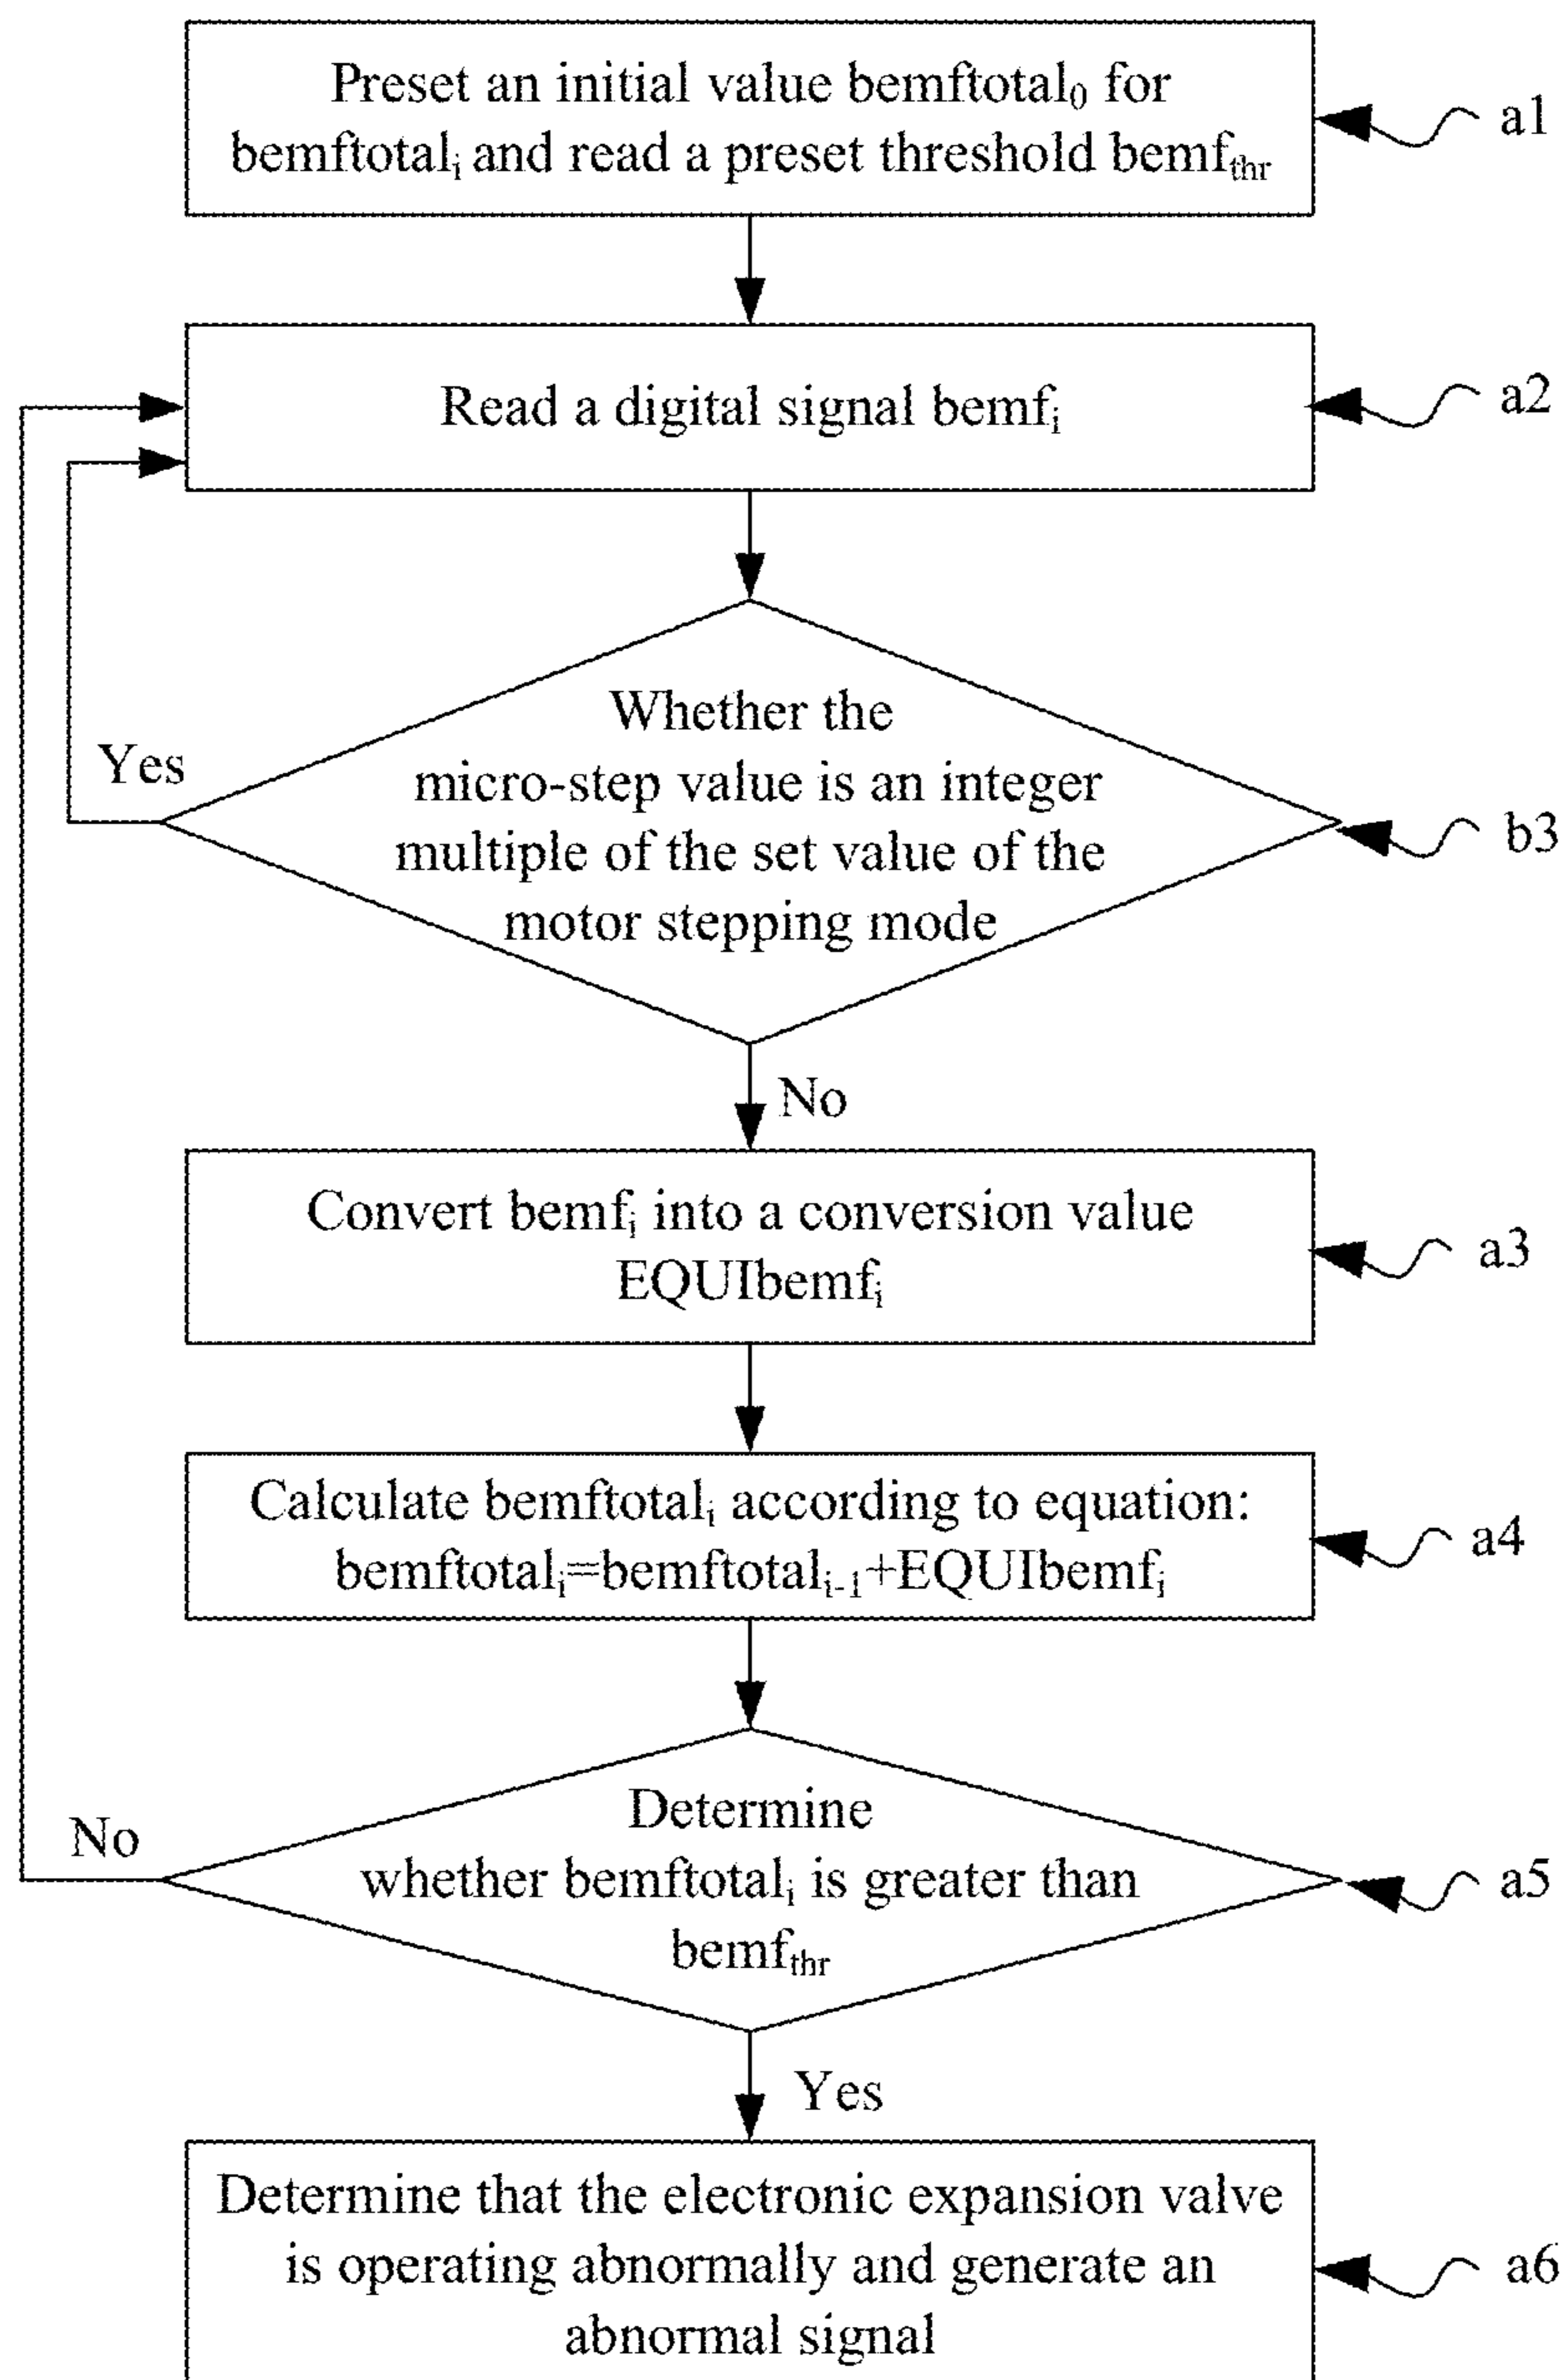 Preset an initial value bemftotal₀ for
bemftotalᵢ and read a preset threshold bemfₜₕᵣ
a1
Read a digital signal bemfᵢ
a2
Whether the
micro-step value is an integer
multiple of the set value of the
motor stepping mode
Yes
b3
No
Convert bemfᵢ into a conversion value
EQUIbemfᵢ
a3
Calculate bemftotalᵢ according to equation:
bemftotalᵢ=bemftotalᵢ₋₁+EQUIbemfᵢ
a4
Determine
whether bemftotalᵢ is greater than
bemfₜₕᵣ
No
a5
Yes
Determine that the electronic expansion valve
is operating abnormally and generate an
abnormal signal
a6